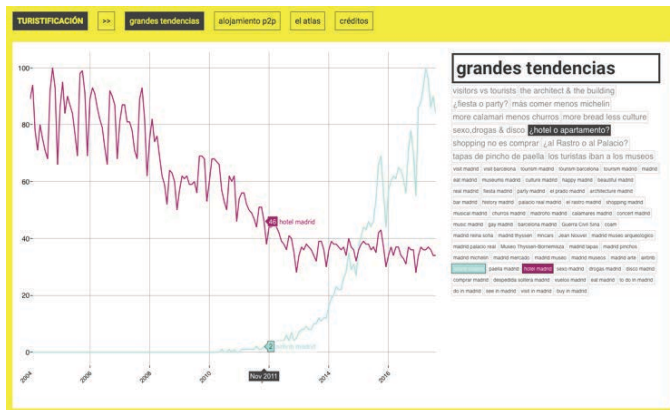 TURISTIFICACIÓN >> grandes tendencias alojamiento p2p el atlas créditos
100
80
60
40
20
0
46 hotel madrid
2
2004 2006 2008 2010 2012 2014 2016
Nov 2011
grandes tendencias
visitors vs tourists the architect & the building
¿fiesta o party? más comer menos michelin
more calamari menos churros more bread less culture
sexo,drogas & disco ¿hotel o apartamento?
shopping no es comprar ¿al Rastro o al Palacio?
tapas de pincho de paella los turistas iban a los museos
visit madrid visit barcelona tourism madrid tourism barcelona tourism madrid madrid
eat madrid museums madrid culture madrid happy madrid beautiful madrid
real madrid fiesta madrid party madrid el prado madrid architecture madrid
bar madrid history madrid palacio real madrid el rastro madrid shopping madrid
musical madrid churros madrid madroño madrid calamares madrid concert madrid
music madrid gay madrid barcelona madrid Guerra Civil tons coam
madrid reina sofia madrid thyssen Jean Nouvel madrid museo arqueologico
madrid palacio real Museo Thyssen-Bornemisza madrid tapas madrid pinchos
madrid michelin madrid mercado madrid museo madrid museos madrid arte airbnb
paella madrid hotel madrid sexo madrid drogas madrid disco madrid
comprar madrid despedida soltera madrid vuelos madrid eat madrid to do in madrid
do in madrid see in madrid visit in madrid buy in madrid